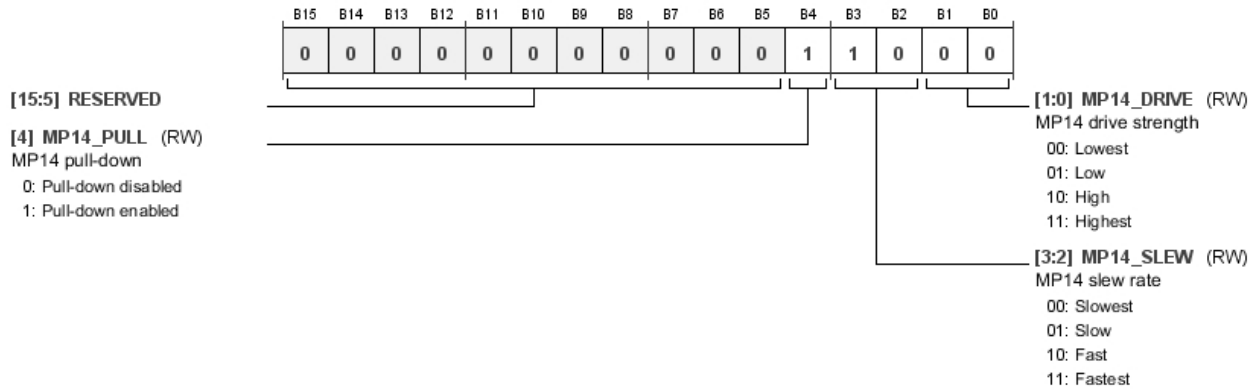 B15 B14 B13 B12 B11 B10 B9 B8 B7 B6 B5 B4 B3 B2 B1 B0
0 0 0 0 0 0 0 0 0 0 0 1 1 0 0 0
[15:5] RESERVED
[4] MP14_PULL (RW)
MP14 pull-down
0: Pull-down disabled
1: Pull-down enabled
[1:0] MP14_DRIVE (RW)
MP14 drive strength
00: Lowest
01: Low
10: High
11: Highest
[3:2] MP14_SLEW (RW)
MP14 slew rate
00: Slowest
01: Slow
10: Fast
11: Fastest